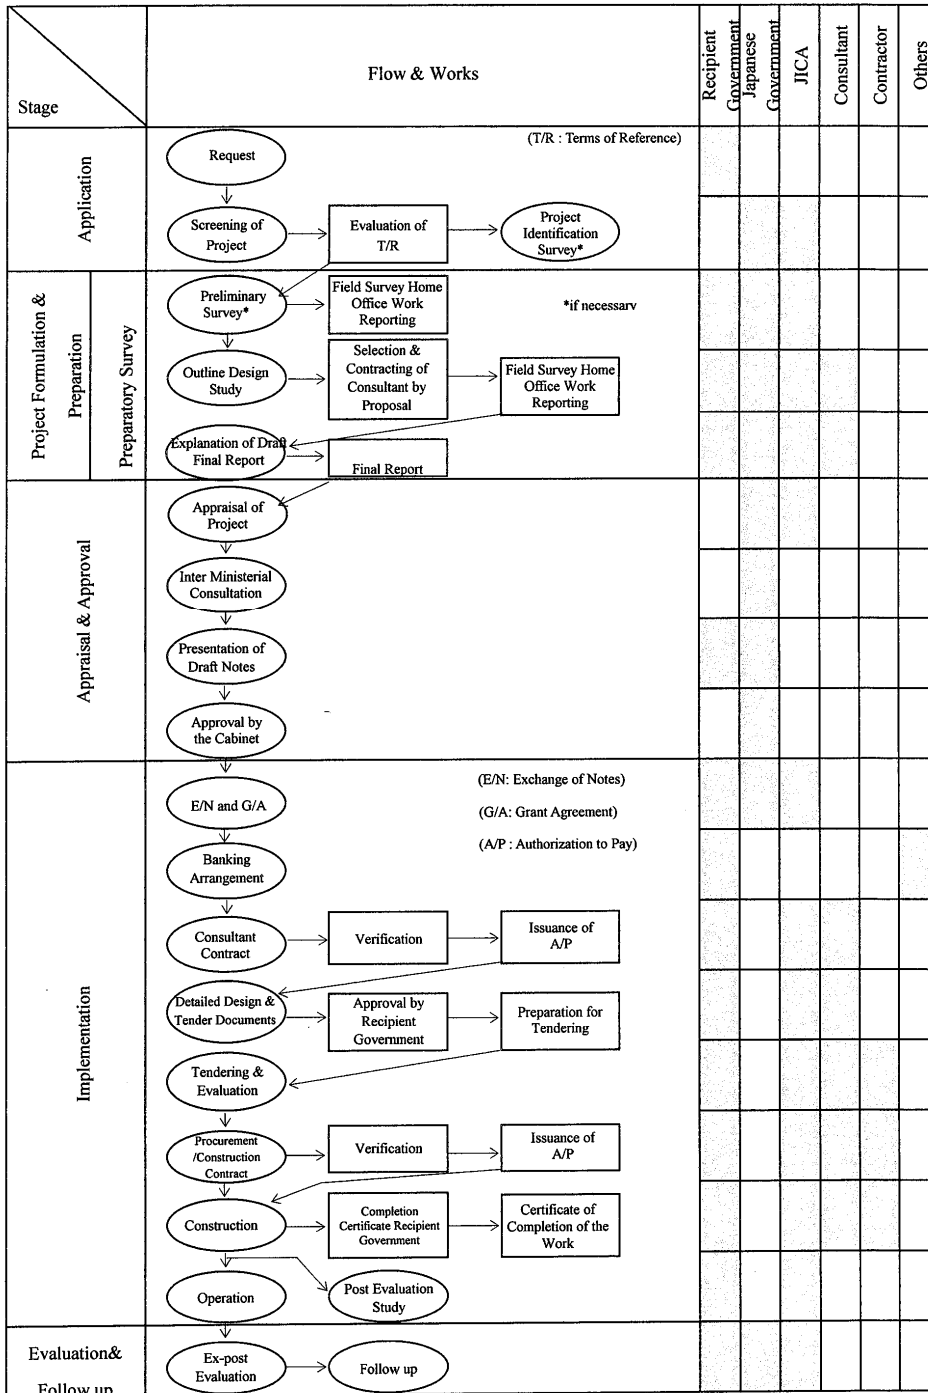 Stage
Flow & Works
Recipient
Government
Japanese
Government
JICA
Consultant
Contractor
Others
Application
(T/R : Terms of Reference)
Request
Screening of
Project
Evaluation of
T/R
Project
Identification
Survey*
Project Formulation &
Preparation
Preparatory Survey
Preliminary
Survey*
Field Survey Home
Office Work
Reporting
*if necessary
Outline Design
Study
Selection &
Contracting of
Consultant by
Proposal
Field Survey Home
Office Work
Reporting
Explanation of Draft
Final Report
Final Report
Appraisal & Approval
Appraisal of
Project
Inter Ministerial
Consultation
Presentation of
Draft Notes
Approval by
the Cabinet
Implementation
E/N and G/A
(E/N: Exchange of Notes)
(G/A: Grant Agreement)
(A/P : Authorization to Pay)
Banking
Arrangement
Consultant
Contract
Verification
Issuance of
A/P
Detailed Design &
Tender Documents
Approval by
Recipient
Government
Preparation for
Tendering
Tendering &
Evaluation
Procurement
/Construction
Contract
Verification
Issuance of
A/P
Construction
Completion
Certificate Recipient
Government
Certificate of
Completion of the
Work
Operation
Post Evaluation
Study
Evaluation&
Follow up
Ex-post
Evaluation
Follow up